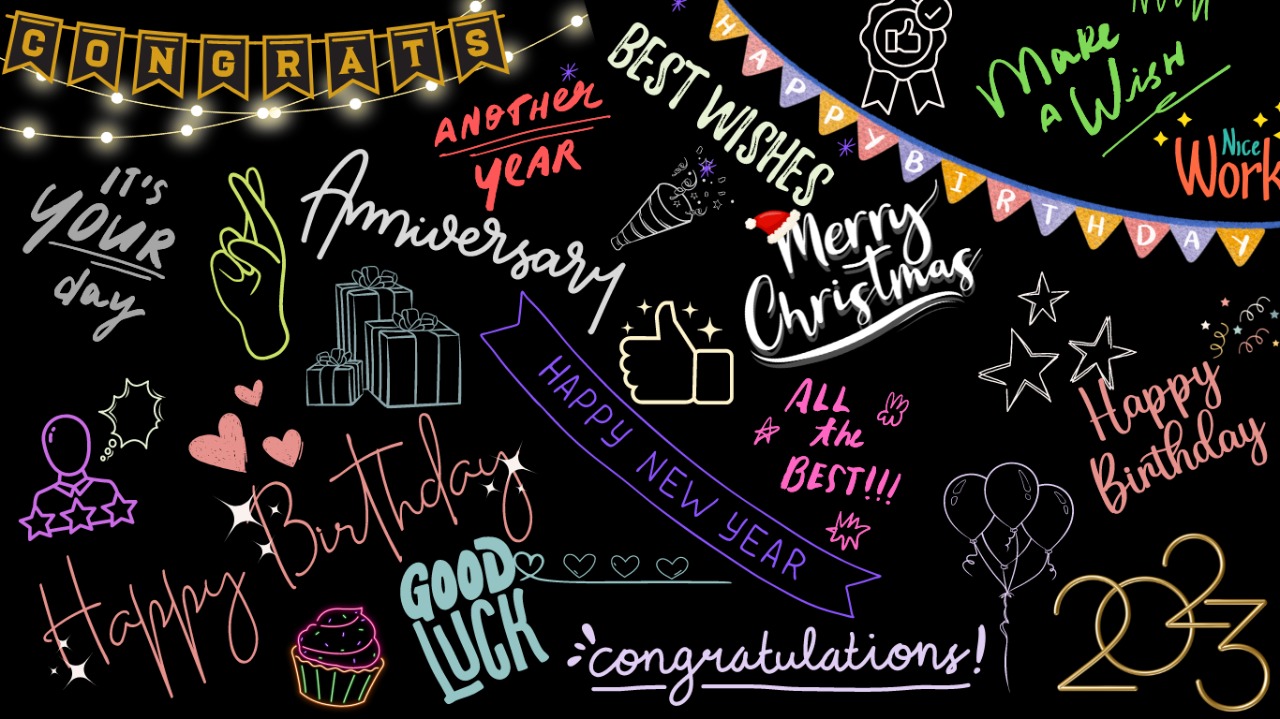 CONGRATS
ANOTHER
YEAR
BEST WISHES
HAPPY BIRTHDAY
Make
A Wish
Nice
Work
IT'S
YOUR
day
Anniversary
Merry
Christmas
HAPPY NEW YEAR
ALL
the
BEST!!!
Happy
Birthday
Happy Birthday
GOOD
LUCK
congratulations!
2023